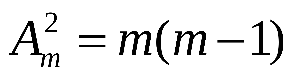 A_m^2 = m(m−1)